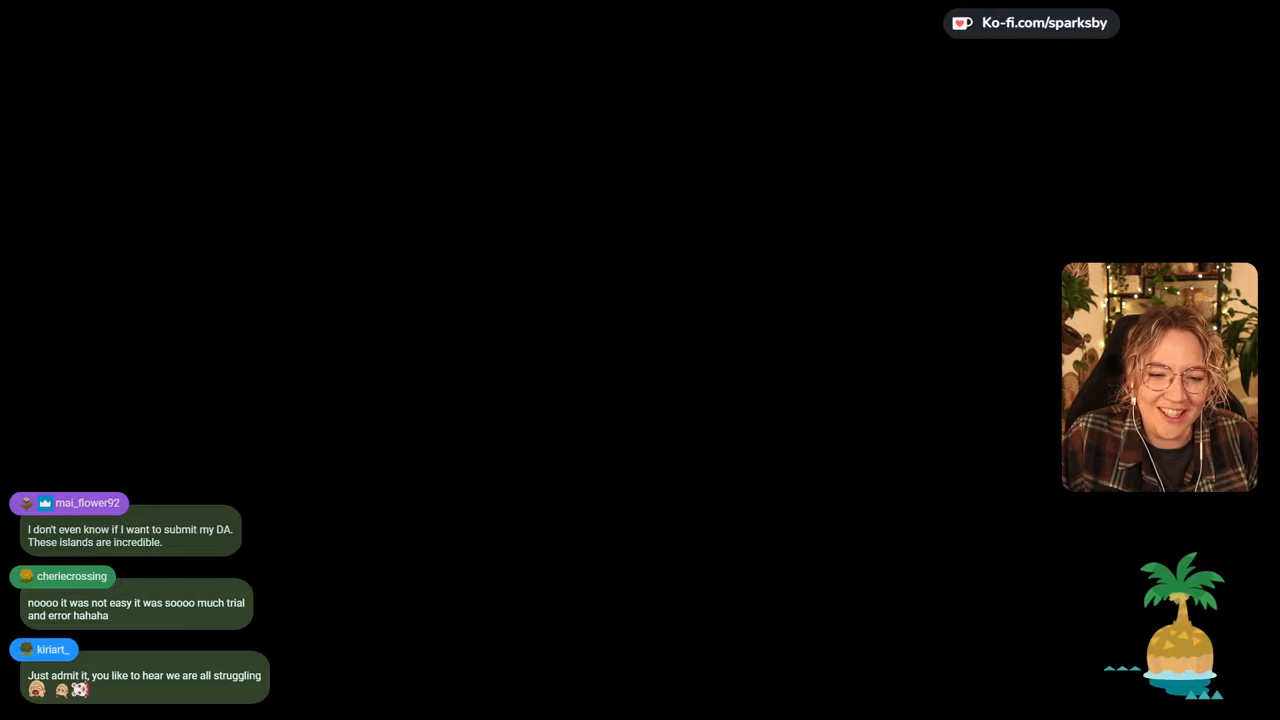 Ko-fi.com/sparksby
mai_flower92
I don't even know if I want to submit my DA.
These islands are incredible.
cheriecrossing
noooo it was not easy it was soooo much trial
and error hahaha
kiriart_
Just admit it, you like to hear we are all struggling